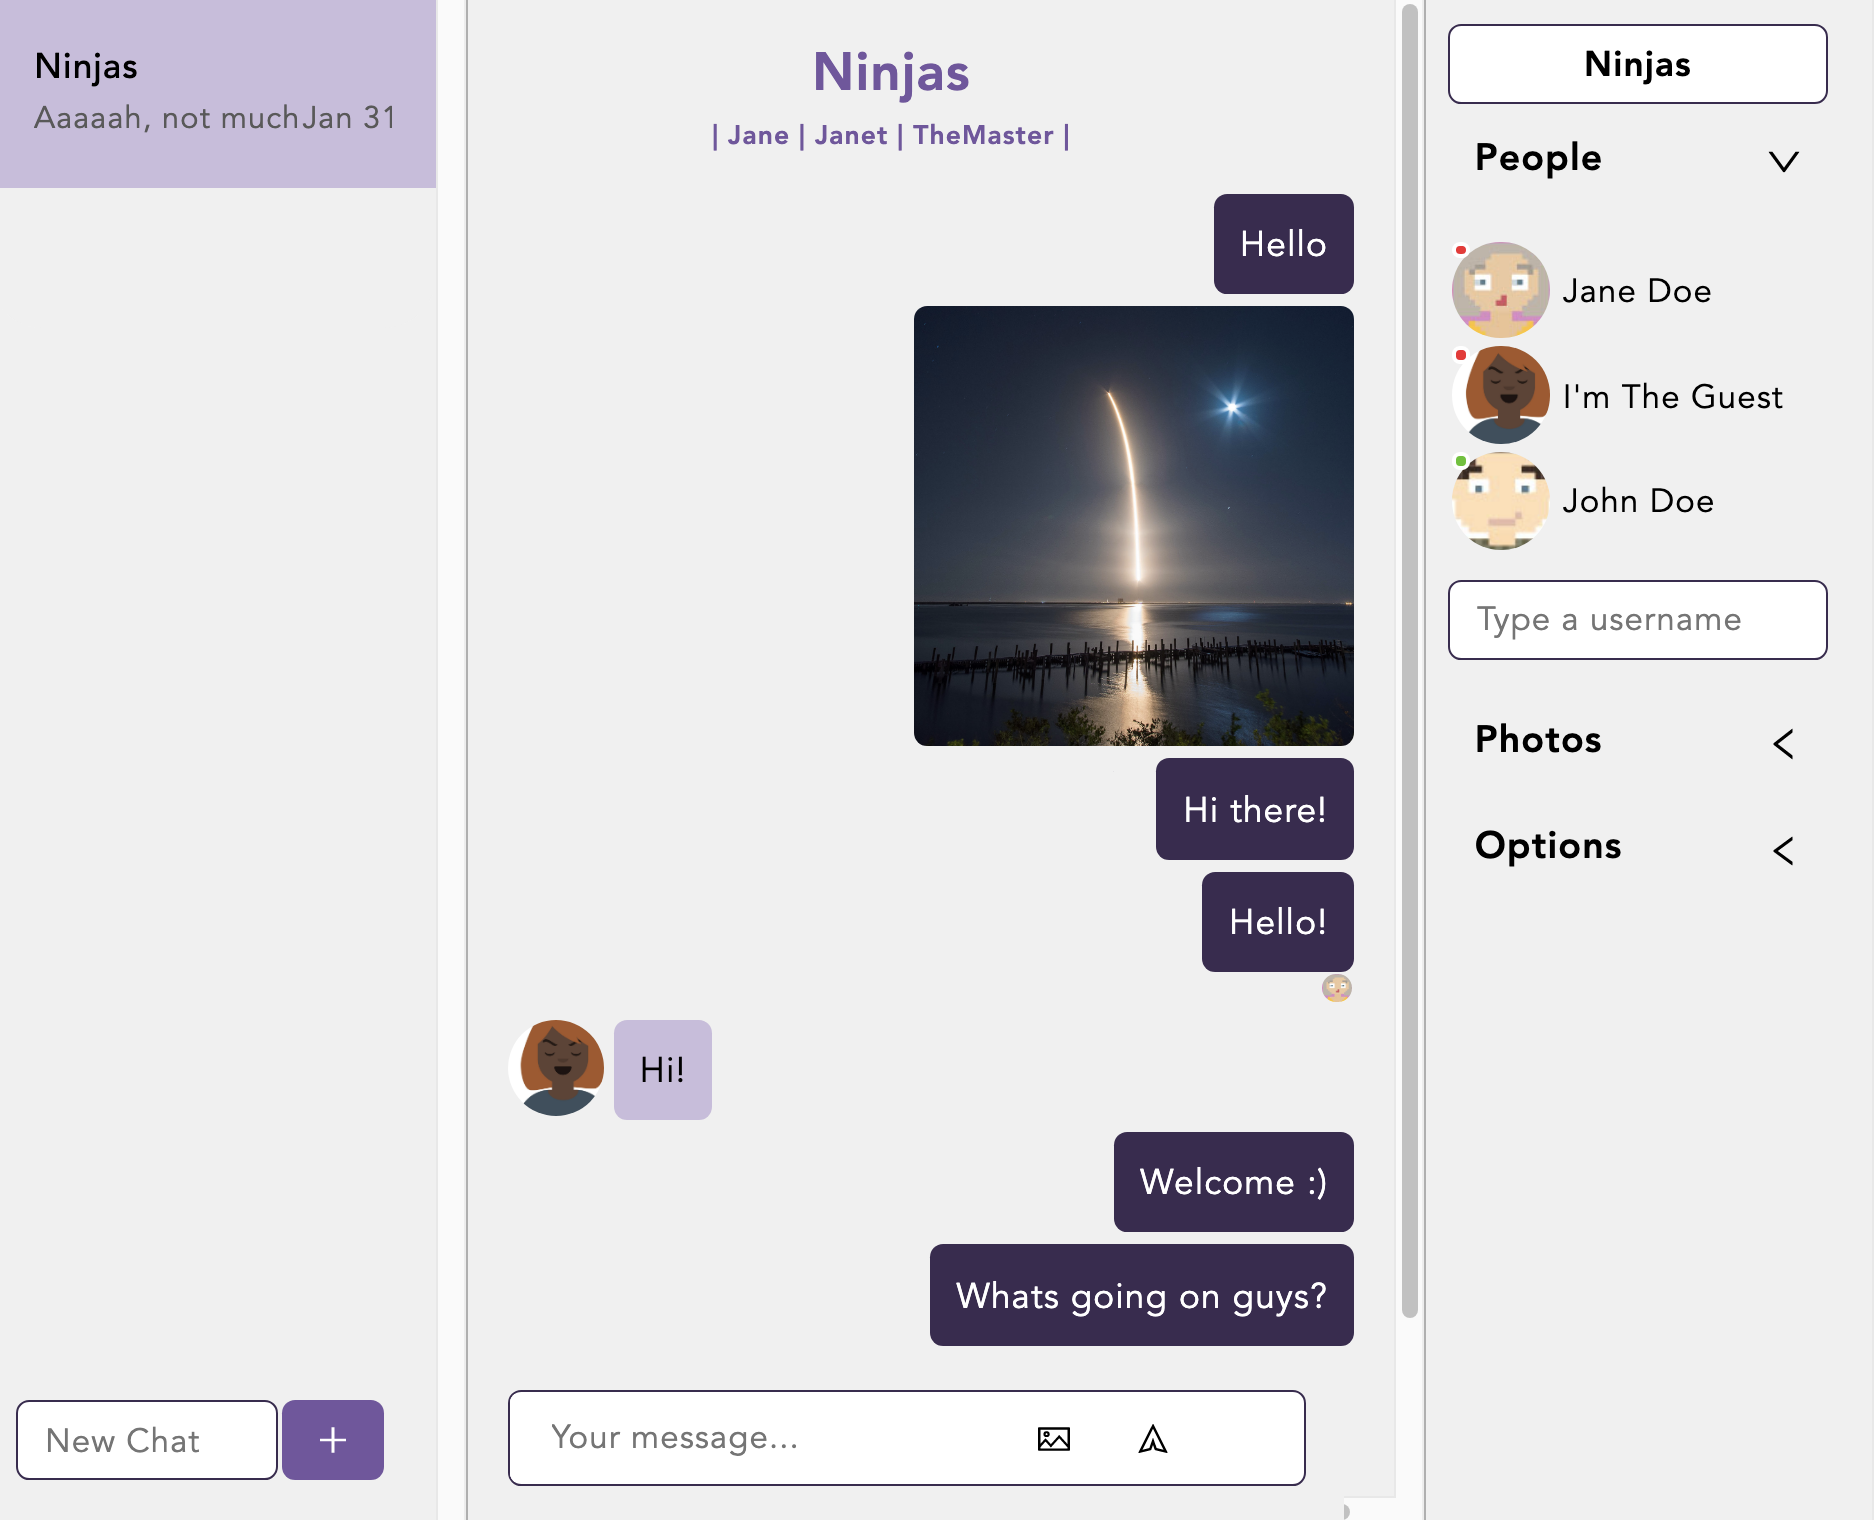 Ninjas
Aaaaah, not muchJan 31
New Chat
+
Ninjas
| Jane | Janet | TheMaster |
Hello
Hi there!
Hello!
Hi!
Welcome :)
Whats going on guys?
Your message...
Ninjas
People
Jane Doe
I'm The Guest
John Doe
Type a username
Photos
Options